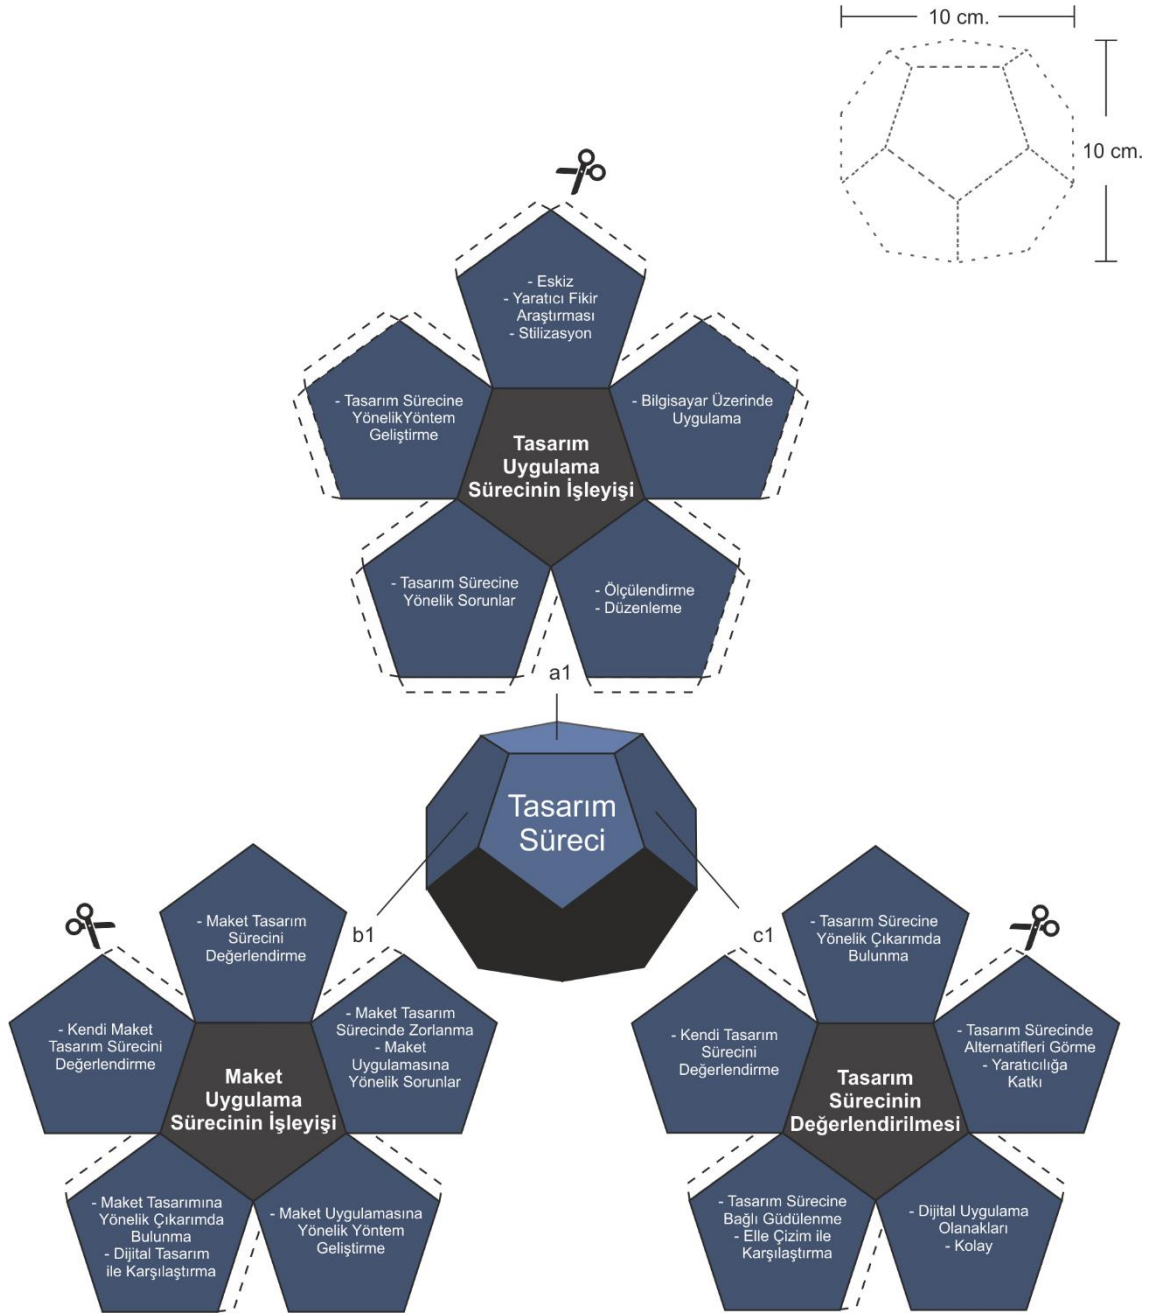 10 cm.
10 cm.
- Eskiz
- Yaratıcı Fikir
Araştırması
- Stilizasyon
- Tasarım Sürecine
YönelikYöntem
Geliştirme
- Bilgisayar Üzerinde
Uygulama
Tasarım
Uygulama
Sürecinin İşleyişi
- Tasarım Sürecine
Yönelik Sorunlar
- Ölçülendirme
- Düzenleme
a1
Tasarım
Süreci
b1
c1
- Maket Tasarım
Sürecini
Değerlendirme
- Kendi Maket
Tasarım Sürecini
Değerlendirme
- Maket Tasarım
Sürecinde Zorlanma
- Maket
Uygulamasına
Yönelik Sorunlar
Maket
Uygulama
Sürecinin İşleyişi
- Maket Tasarımına
Yönelik Çıkarımda
Bulunma
- Dijital Tasarım
ile Karşılaştırma
- Maket Uygulamasına
Yönelik Yöntem
Geliştirme
- Tasarım Sürecine
Yönelik Çıkarımda
Bulunma
- Kendi Tasarım
Sürecini
Değerlendirme
- Tasarım Sürecinde
Alternatifleri Görme
- Yaratıcılığa
Katkı
Tasarım
Sürecinin
Değerlendirilmesi
- Tasarım Sürecine
Bağlı Güdülenme
- Elle Çizim ile
Karşılaştırma
- Dijital Uygulama
Olanakları
- Kolay